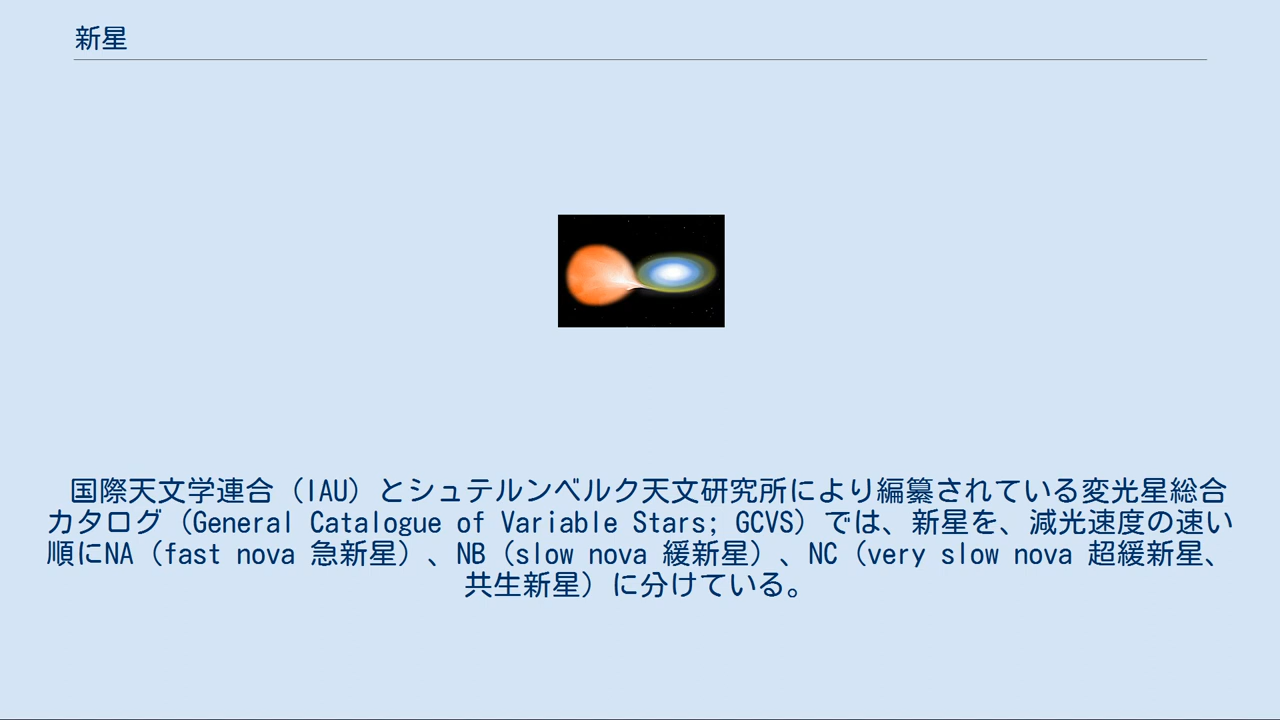 新星
国際天文学連合（IAU）とシュテルンベルク天文研究所により編纂されている変光星総合
カタログ（General Catalogue of Variable Stars; GCVS）では、新星を、減光速度の速い
順にNA（fast nova 急新星）、NB（slow nova 緩新星）、NC（very slow nova 超緩新星、
共生新星）に分けている。